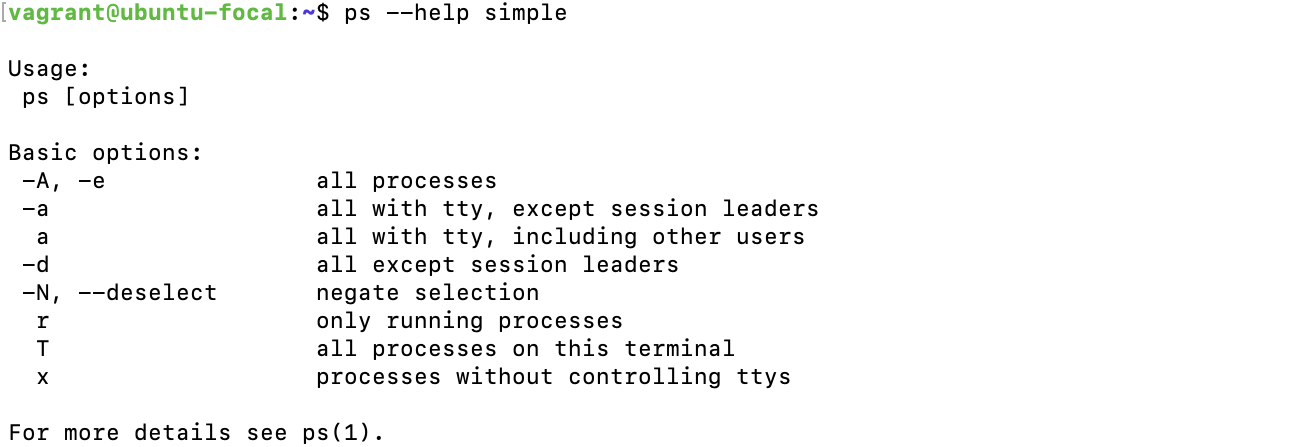 [vagrant@ubuntu-focal:~$ ps --help simple

Usage:
 ps [options]

Basic options:
 -A, -e               all processes
 -a                   all with tty, except session leaders
  a                   all with tty, including other users
 -d                   all except session leaders
 -N, --deselect       negate selection
  r                   only running processes
  T                   all processes on this terminal
  x                   processes without controlling ttys

For more details see ps(1).